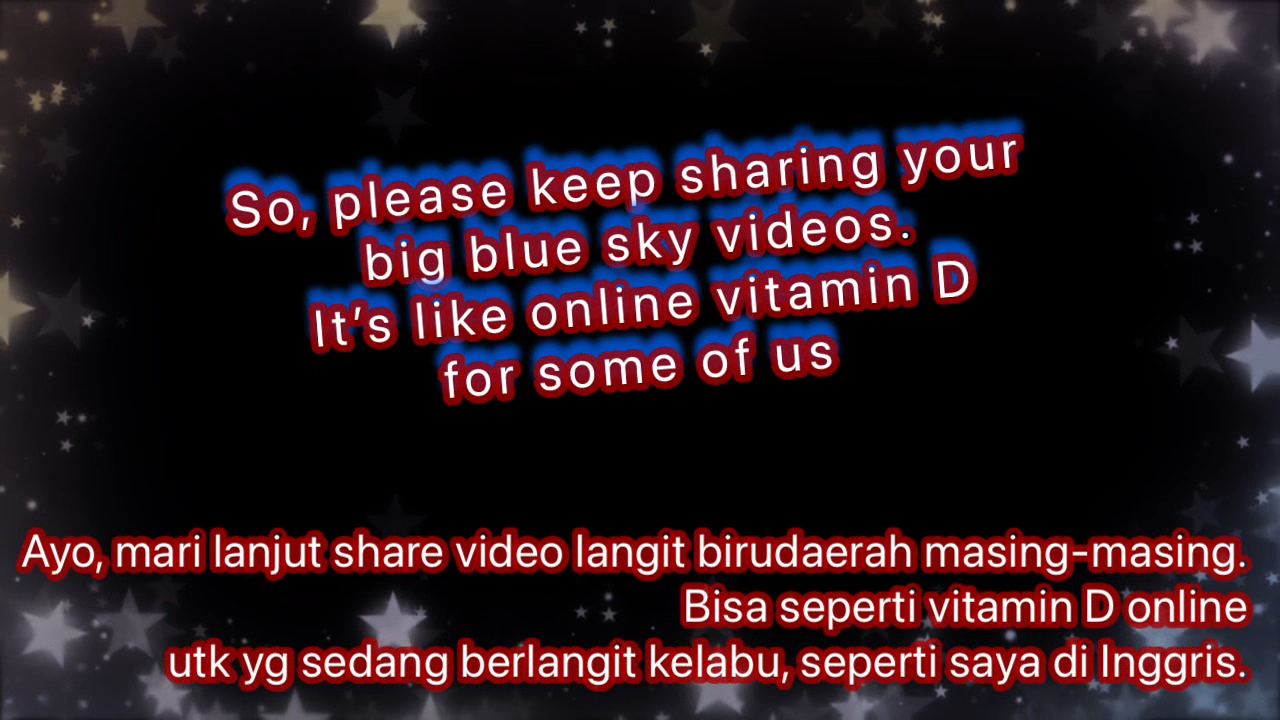 So, please keep sharing your
big blue sky videos.
It’s like online vitamin D
for some of us
Ayo, mari lanjut share video langit birudaerah masing-masing.
Bisa seperti vitamin D online
utk yg sedang berlangit kelabu, seperti saya di Inggris.